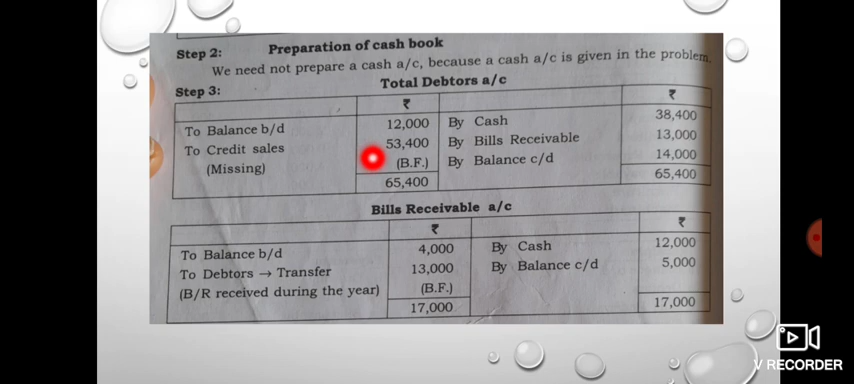 Step 2: Preparation of cash book
We need not prepare a cash a/c, because a cash a/c is given in the problem.
Step 3: Total Debtors a/c
₹ ₹
To Balance b/d 12,000 By Cash 38,400
To Credit sales 53,400 By Bills Receivable 13,000
(Missing) (B.F.) By Balance c/d 14,000
65,400 65,400
Bills Receivable a/c
₹ ₹
To Balance b/d 4,000 By Cash 12,000
To Debtors → Transfer 13,000 By Balance c/d 5,000
(B/R received during the year) (B.F.)
17,000 17,000
V RECORDER